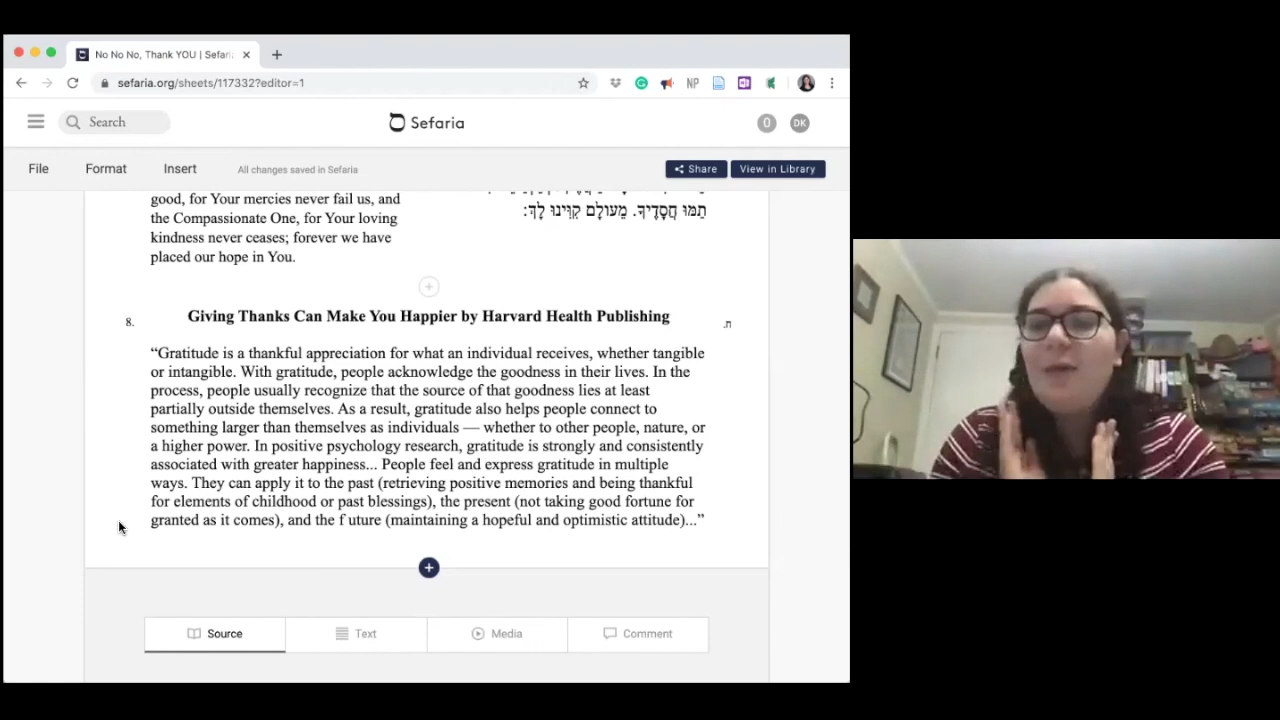 No No No, Thank YOU | Sefari
sefaria.org/sheets/117332?editor=1
NP
Search
Sefaria
0
DK
File
Format
Insert
All changes saved in Sefaria
Share
View in Library
good, for Your mercies never fail us, and
the Compassionate One, for Your loving
kindness never ceases; forever we have
placed our hope in You.
תַמּוּ חֲסָדֶיךָ. מֵעולָם קִוִּינוּ לָךְ:
8.
Giving Thanks Can Make You Happier by Harvard Health Publishing
ח.
“Gratitude is a thankful appreciation for what an individual receives, whether tangible
or intangible. With gratitude, people acknowledge the goodness in their lives. In the
process, people usually recognize that the source of that goodness lies at least
partially outside themselves. As a result, gratitude also helps people connect to
something larger than themselves as individuals — whether to other people, nature, or
a higher power. In positive psychology research, gratitude is strongly and consistently
associated with greater happiness... People feel and express gratitude in multiple
ways. They can apply it to the past (retrieving positive memories and being thankful
for elements of childhood or past blessings), the present (not taking good fortune for
granted as it comes), and the f uture (maintaining a hopeful and optimistic attitude)...”
Source
Text
Media
Comment